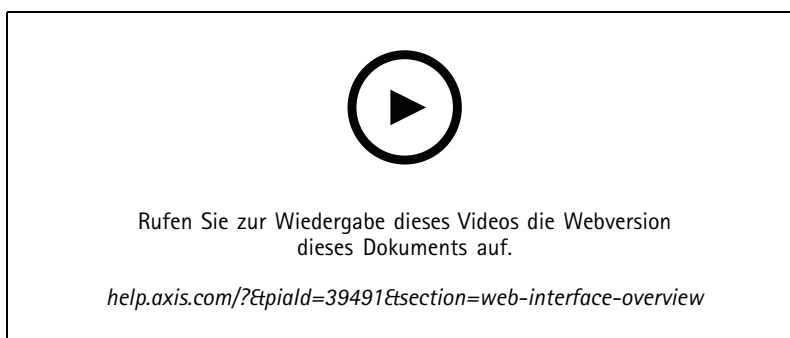 Rufen Sie zur Wiedergabe dieses Videos die Webversion
dieses Dokuments auf.
help.axis.com/?&piaId=39491&section=web-interface-overview